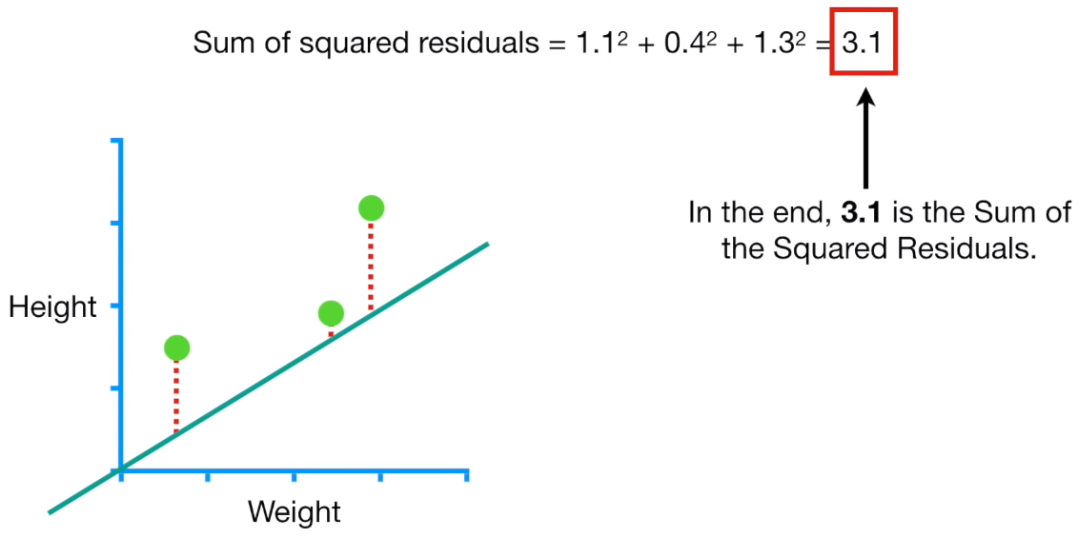 Sum of squared residuals = 1.1² + 0.4² + 1.3² = 3.1
In the end, 3.1 is the Sum of
the Squared Residuals.
Height
Weight